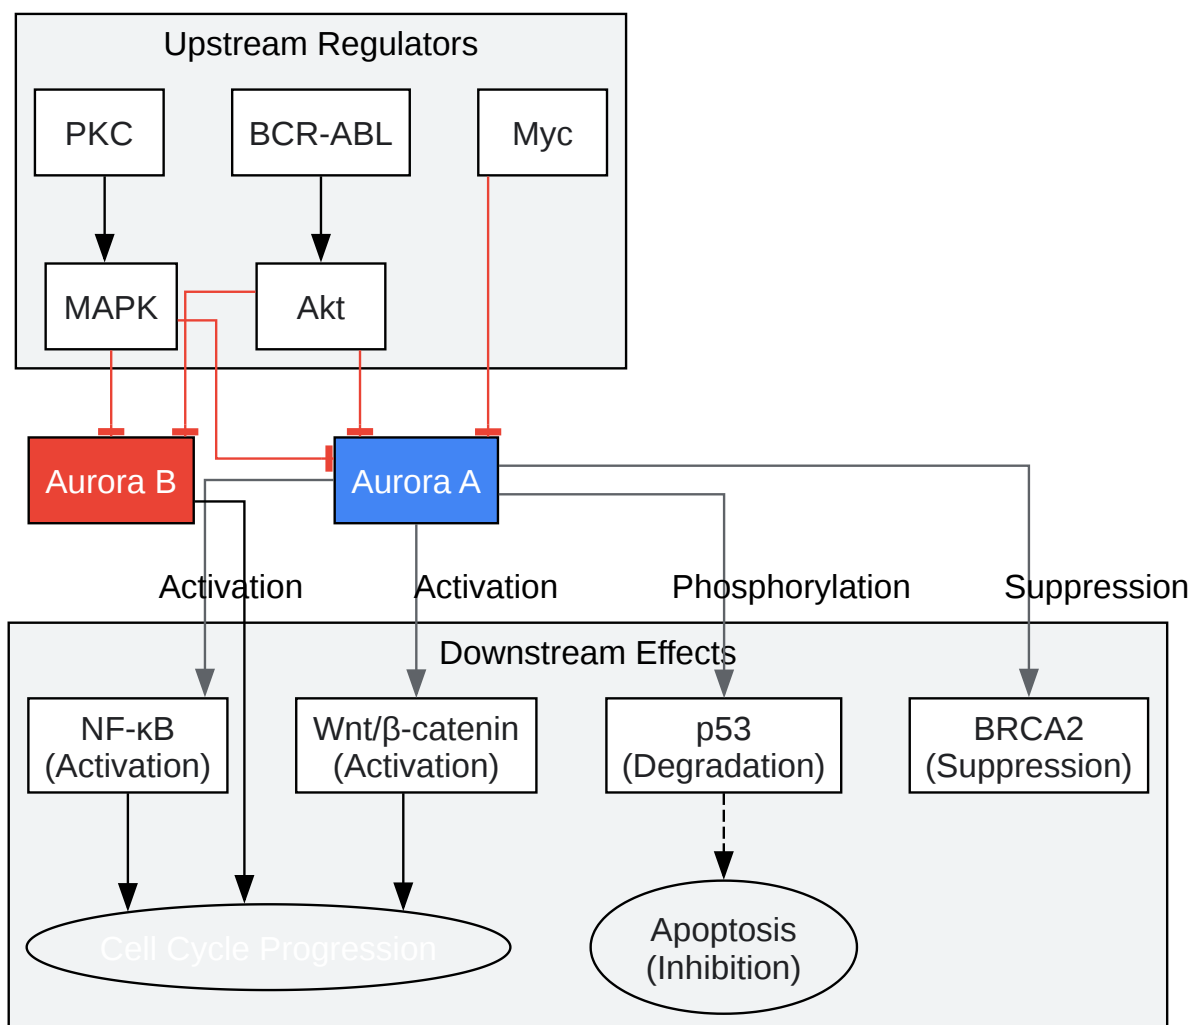 Upstream Regulators
PKC
BCR-ABL
Myc
MAPK
Akt
Aurora B
Aurora A
Activation
Activation
Phosphorylation
Suppression
Downstream Effects
NF-κB
(Activation)
Wnt/β-catenin
(Activation)
p53
(Degradation)
BRCA2
(Suppression)
Cell Cycle Progression
Apoptosis
(Inhibition)